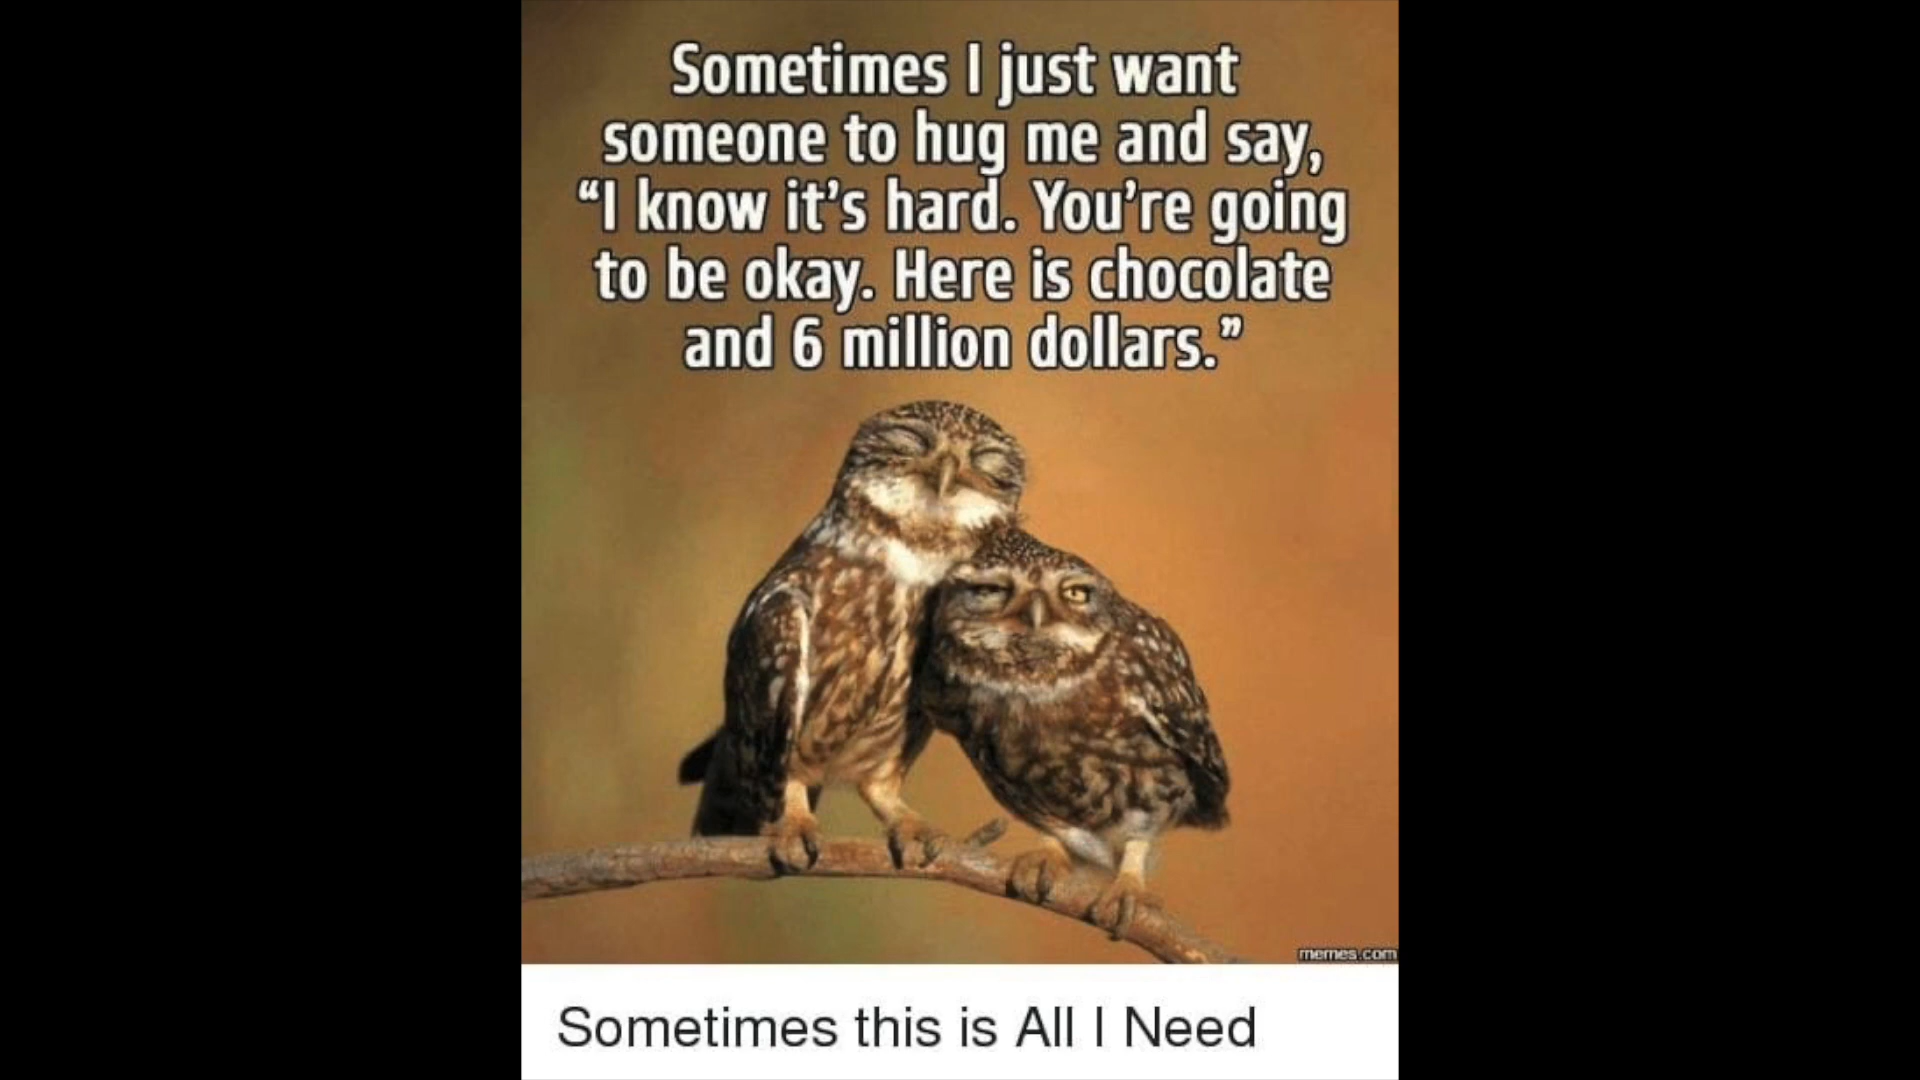 Sometimes I just want
someone to hug me and say,
“I know it’s hard. You’re going
to be okay. Here is chocolate
and 6 million dollars.”
memes.com
Sometimes this is All I Need